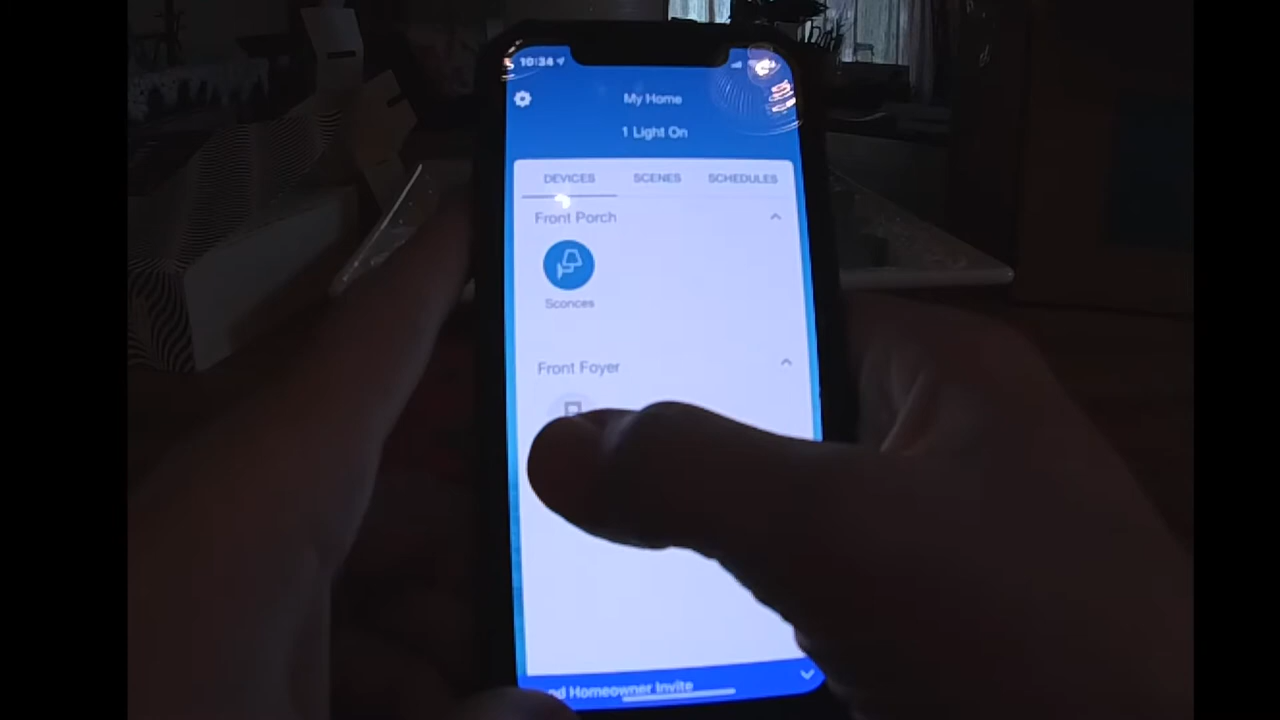 10:34
My Home
1 Light On
DEVICES SCENES SCHEDULES
Front Porch
Sconces
Front Foyer
Homeowner Invite